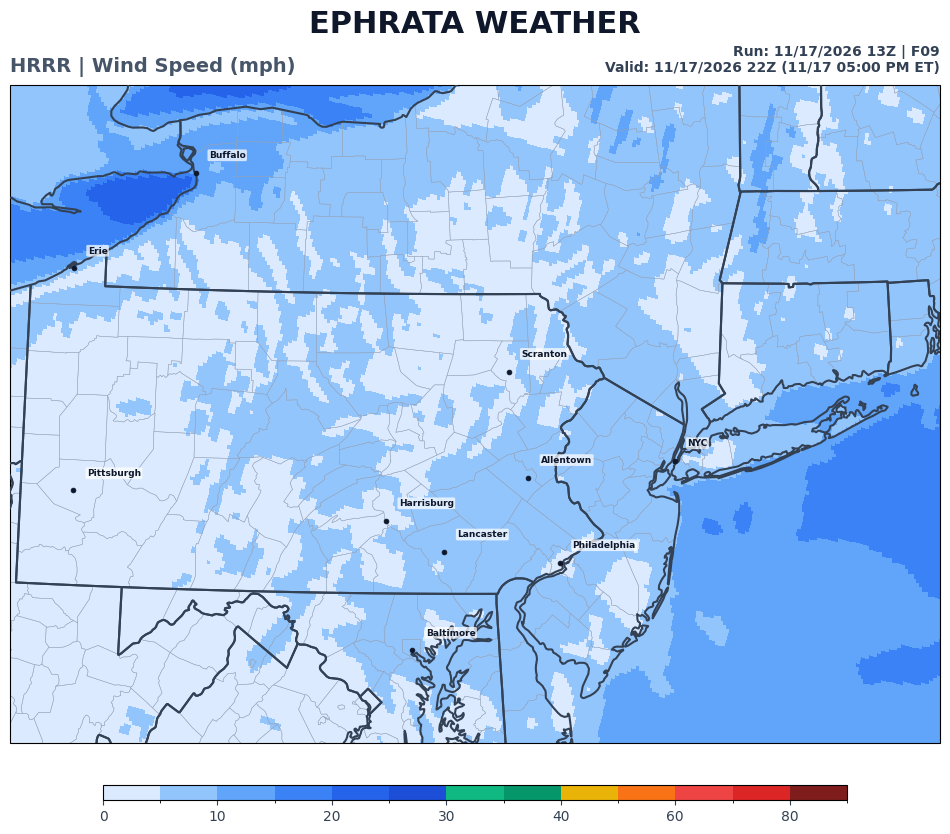 EPHRATA WEATHER
HRRR | Wind Speed (mph)
Run: 11/17/2026 13Z | F09
Valid: 11/17/2026 22Z (11/17 05:00 PM ET)
Buffalo
Erie
Scranton
NYC
Allentown
Pittsburgh
Harrisburg
Lancaster
Philadelphia
Baltimore
0 10 20 30 40 50 60 70 80